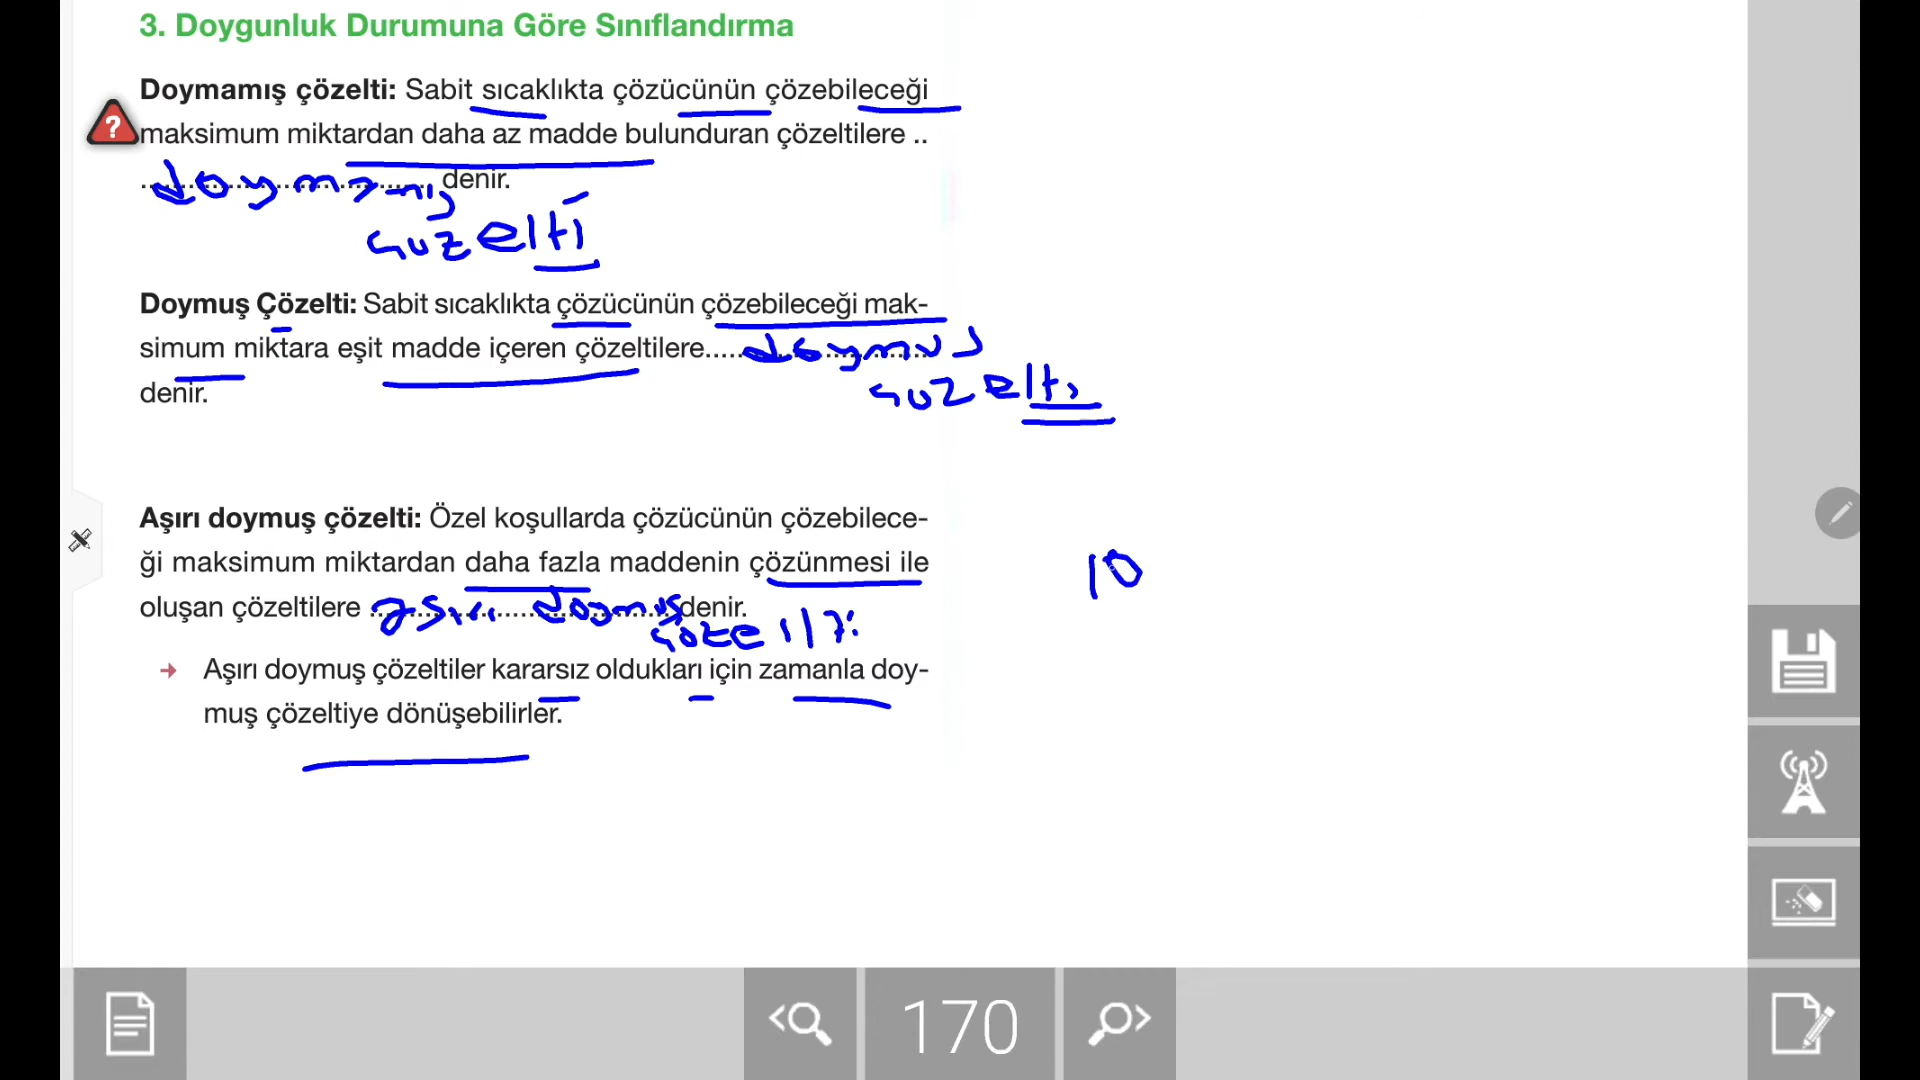 3. Doygunluk Durumuna Göre Sınıflandırma
Doymamış çözelti: Sabit sıcaklıkta çözücünün çözebileceği
maksimum miktardan daha az madde bulunduran çözeltilere ..
doymamış denir.
çözelti
Doymuş Çözelti: Sabit sıcaklıkta çözücünün çözebileceği mak-
simum miktara eşit madde içeren çözeltilere..... doymuş
çözelti
denir.
Aşırı doymuş çözelti: Özel koşullarda çözücünün çözebilece-
ği maksimum miktardan daha fazla maddenin çözünmesi ile
oluşan çözeltilere aşırı doymuş denir.
çözelti
10
→ Aşırı doymuş çözeltiler kararsız oldukları için zamanla doy-
muş çözeltiye dönüşebilirler.
170